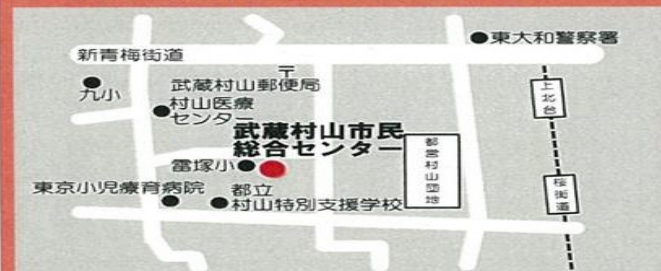 新青梅街道
東大和警察署
〒
武蔵村山郵便局
九小
村山医療
センター
武蔵村山市民
総合センター
雷塚小
東京小児療育病院
都立
村山特別支援学校
都営村山団地
上北台
桜街道